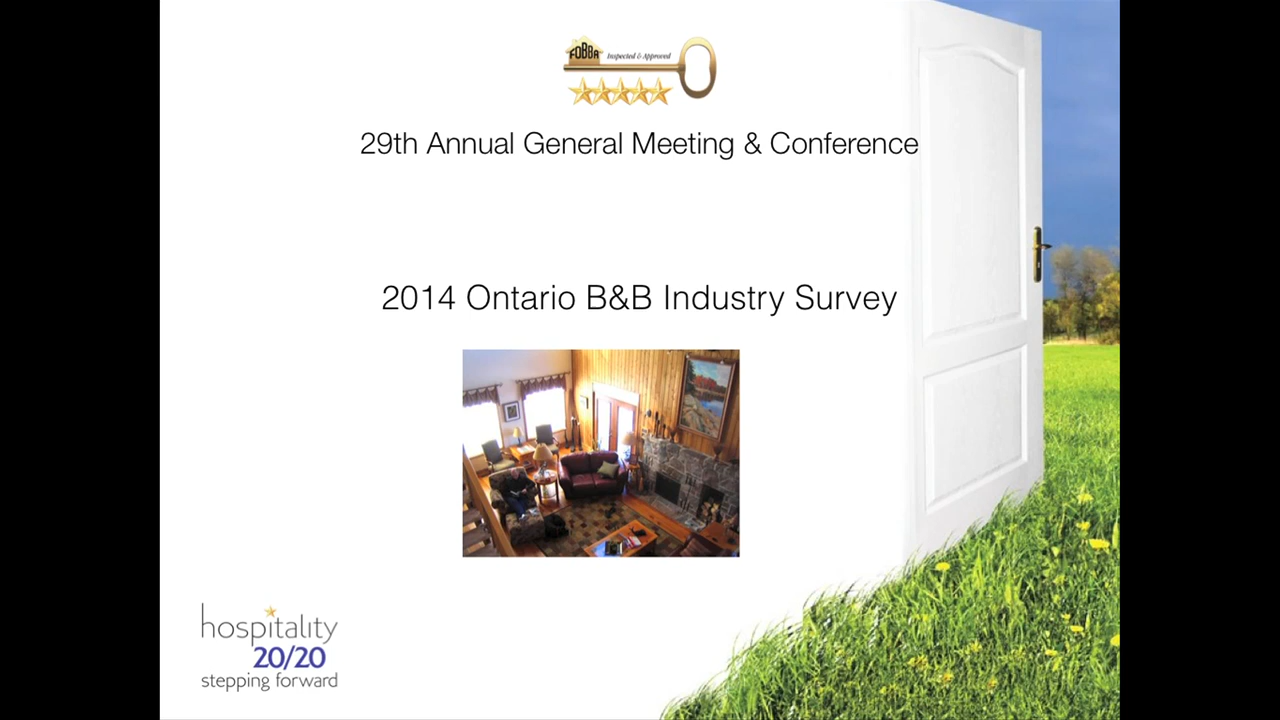 FOBBA Inspected & Approved
29th Annual General Meeting & Conference
2014 Ontario B&B Industry Survey
hospitality
20/20
stepping forward